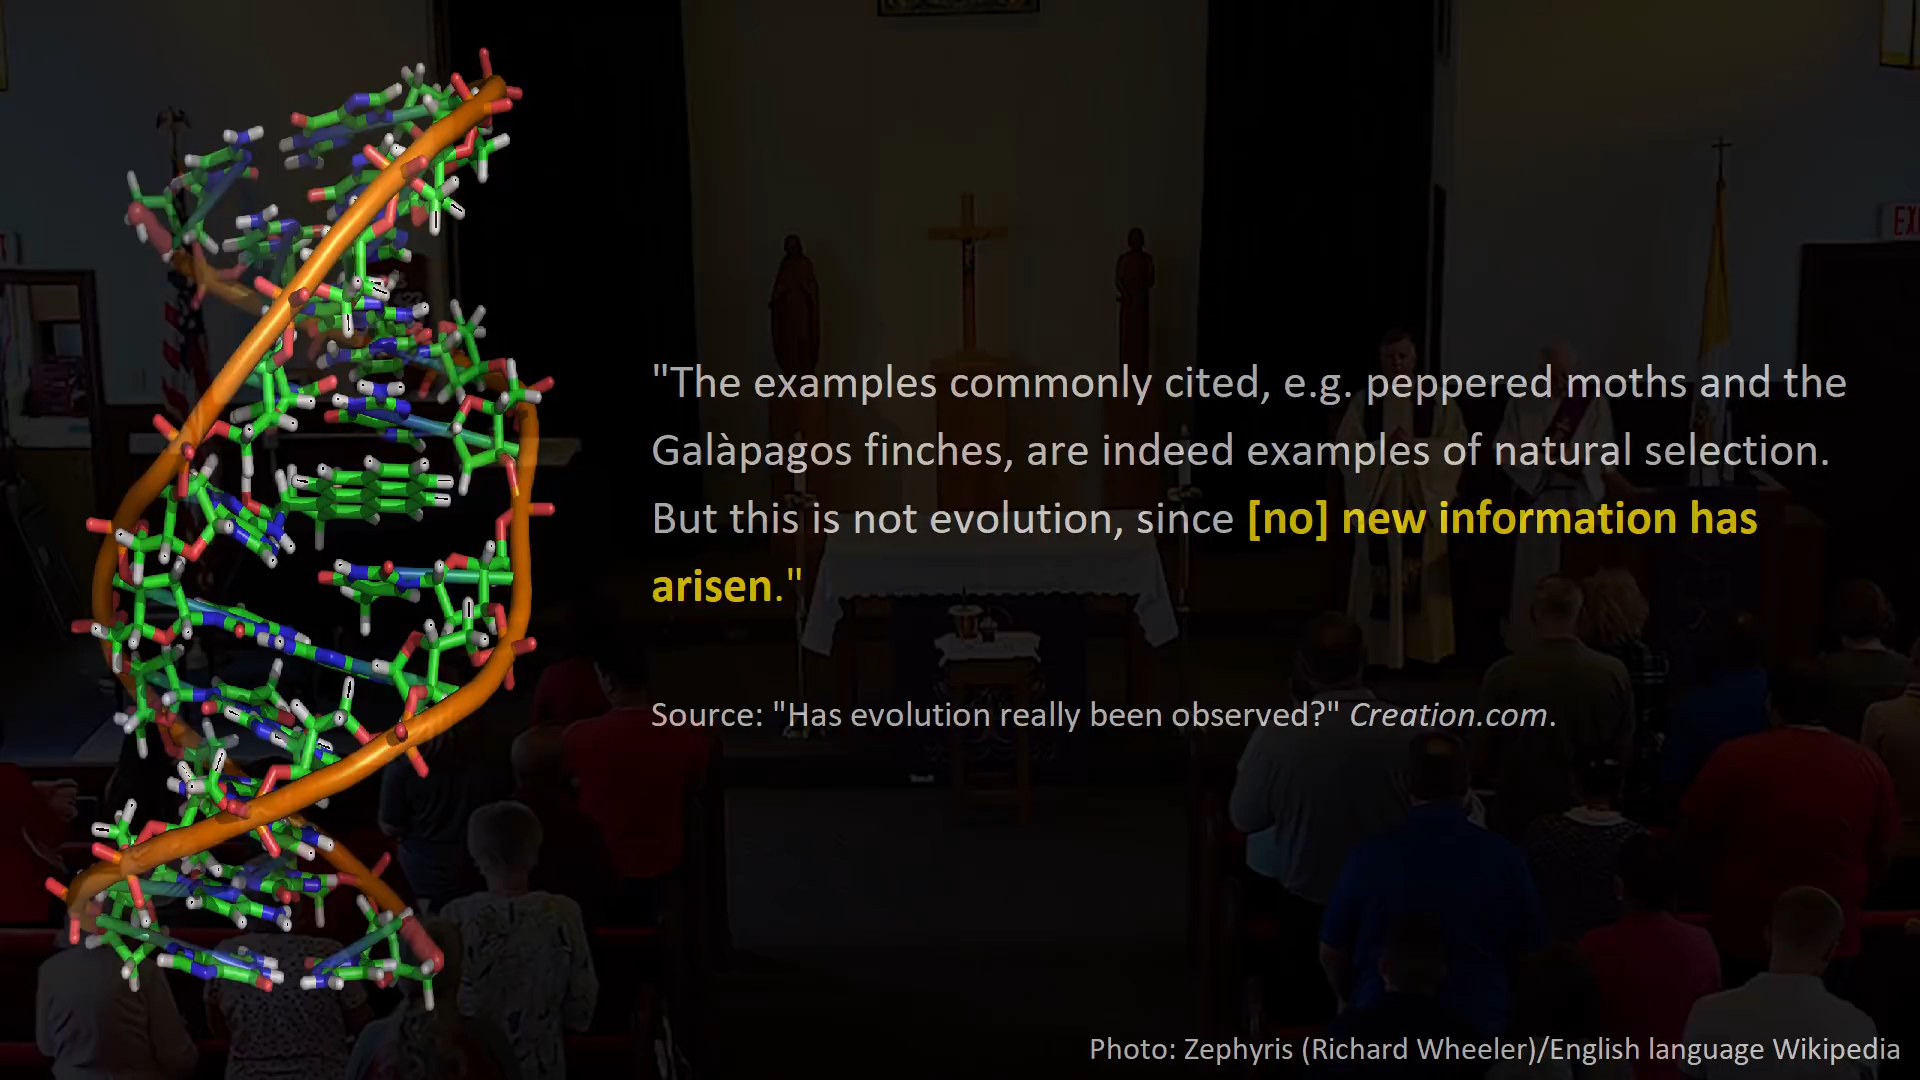 "The examples commonly cited, e.g. peppered moths and the
Galàpagos finches, are indeed examples of natural selection.
But this is not evolution, since [no] new information has
arisen."
Source: "Has evolution really been observed?" Creation.com.
Photo: Zephyris (Richard Wheeler)/English language Wikipedia